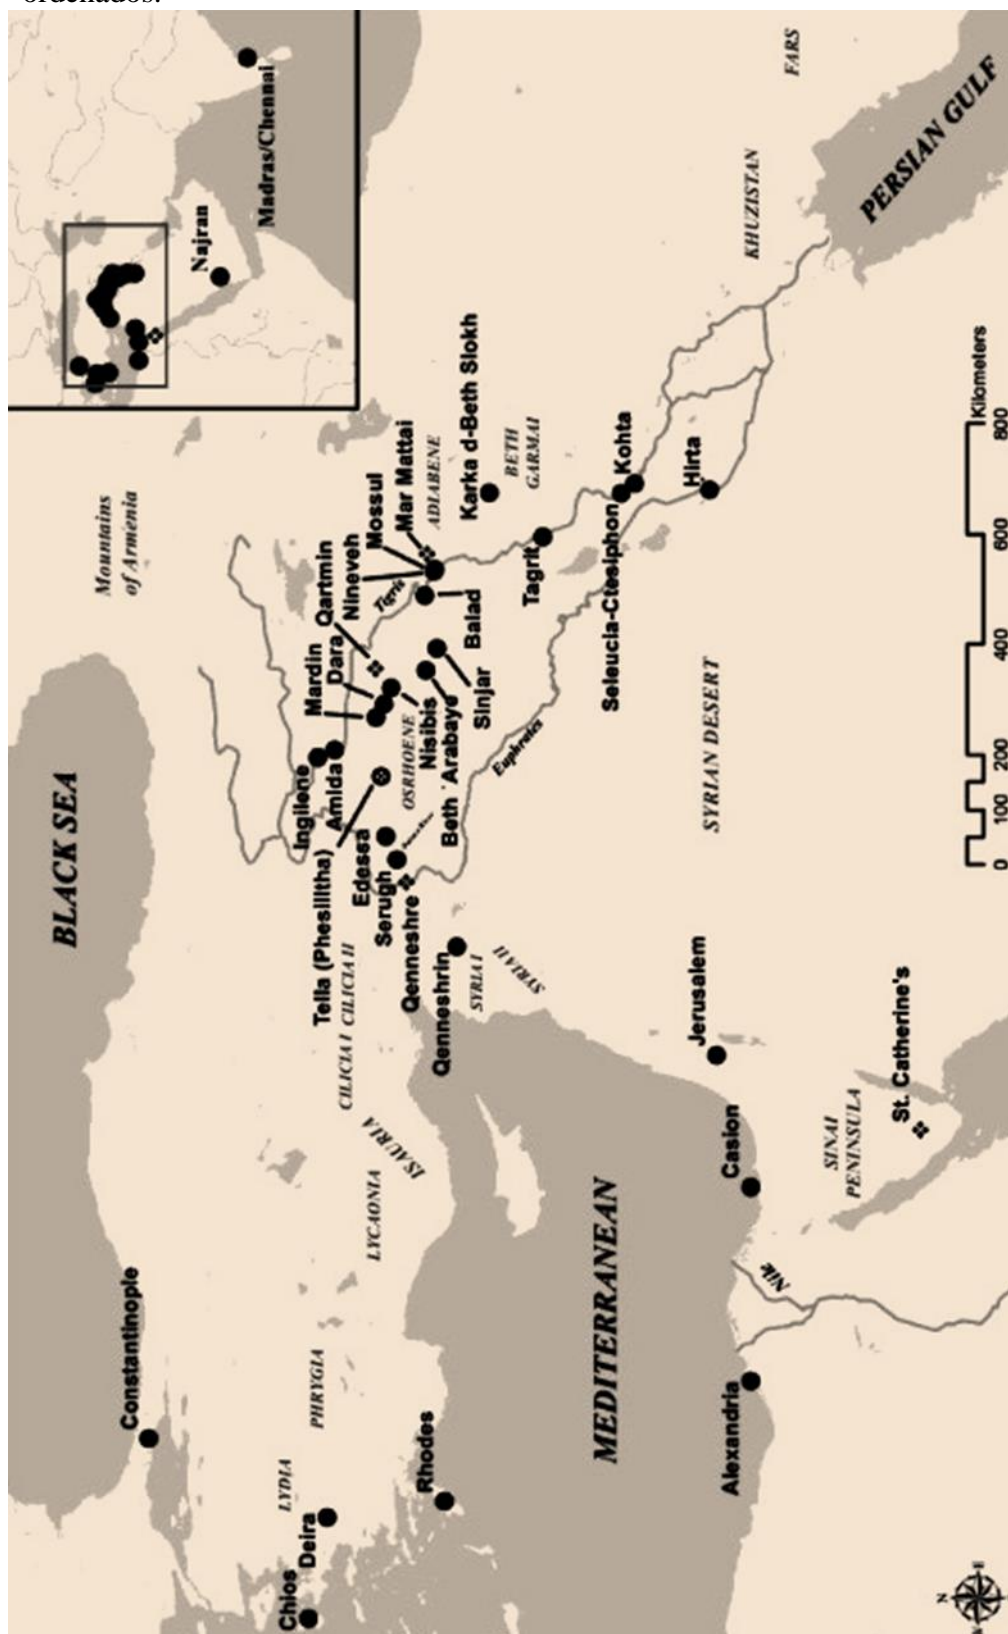 ordenados.
Madras/Chennai
Najran
FARS
PERSIAN GULF
KHUZISTAN
BLACK SEA
Mountains
of Armenia
Karka d-Beth Slokh
BETH
GARMAI
Mar Mattai
ADIABENE
Mossul
Nineveh
Qartmin
Tigris
Dara
Mardin
Balad
Sinjar
Beth 'Arabaye
Nisibis
OSRHOENE
Ingilene
Amida
Tella (Phesilltha)
Edessa
Serugh
Qenneshre
Qenneshrin
Euphrates
Tagrit
Kohta
Seleucia-Ctesiphon
Hirta
SYRIAN DESERT
SYRIA I
SYRIA II
CILICIA I
CILICIA II
ISAURIA
LYCAONIA
PHRYGIA
LYDIA
Constantinople
Chios
Deira
Rhodes
MEDITERRANEAN
Jerusalem
Casion
SINAI
PENINSULA
St. Catherine's
Nile
Alexandria
0 100 200 400 600 800
Kilometers
N
E